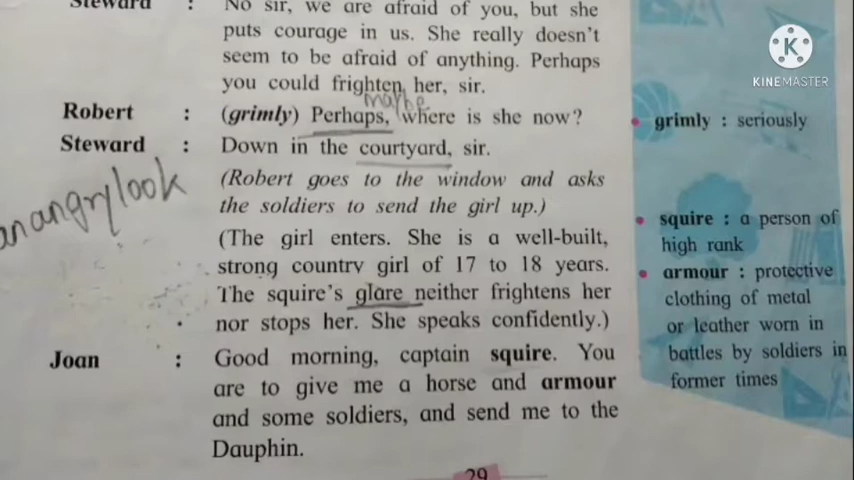 Steward : No sir, we are afraid of you, but she
puts courage in us. She really doesn't
seem to be afraid of anything. Perhaps
you could frighten her, sir.
maybe
Robert : (grimly) Perhaps, where is she now?
Steward : Down in the courtyard, sir.
(Robert goes to the window and asks
the soldiers to send the girl up.)
(The girl enters. She is a well-built,
strong country girl of 17 to 18 years.
The squire's glare neither frightens her
nor stops her. She speaks confidently.)
Joan : Good morning, captain squire. You
are to give me a horse and armour
and some soldiers, and send me to the
Dauphin.
29
an angry look
KINEMASTER
• grimly : seriously
• squire : a person of
high rank
• armour : protective
clothing of metal
or leather worn in
battles by soldiers in
former times